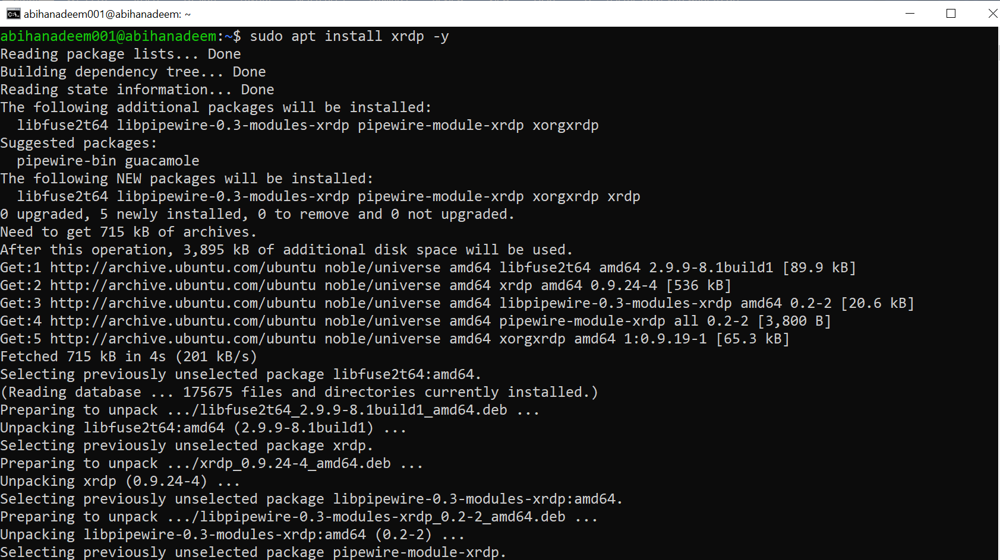 abihanadeem001@abihanadeem: ~
abihanadeem001@abihanadeem:~$ sudo apt install xrdp -y
Reading package lists... Done
Building dependency tree... Done
Reading state information... Done
The following additional packages will be installed:
  libfuse2t64 libpipewire-0.3-modules-xrdp pipewire-module-xrdp xorgxrdp
Suggested packages:
  pipewire-bin guacamole
The following NEW packages will be installed:
  libfuse2t64 libpipewire-0.3-modules-xrdp pipewire-module-xrdp xorgxrdp xrdp
0 upgraded, 5 newly installed, 0 to remove and 0 not upgraded.
Need to get 715 kB of archives.
After this operation, 3,895 kB of additional disk space will be used.
Get:1 http://archive.ubuntu.com/ubuntu noble/universe amd64 libfuse2t64 amd64 2.9.9-8.1build1 [89.9 kB]
Get:2 http://archive.ubuntu.com/ubuntu noble/universe amd64 xrdp amd64 0.9.24-4 [536 kB]
Get:3 http://archive.ubuntu.com/ubuntu noble/universe amd64 libpipewire-0.3-modules-xrdp amd64 0.2-2 [20.6 kB]
Get:4 http://archive.ubuntu.com/ubuntu noble/universe amd64 pipewire-module-xrdp all 0.2-2 [3,800 B]
Get:5 http://archive.ubuntu.com/ubuntu noble/universe amd64 xorgxrdp amd64 1:0.9.19-1 [65.3 kB]
Fetched 715 kB in 4s (201 kB/s)
Selecting previously unselected package libfuse2t64:amd64.
(Reading database ... 175675 files and directories currently installed.)
Preparing to unpack .../libfuse2t64_2.9.9-8.1build1_amd64.deb ...
Unpacking libfuse2t64:amd64 (2.9.9-8.1build1) ...
Selecting previously unselected package xrdp.
Preparing to unpack .../xrdp_0.9.24-4_amd64.deb ...
Unpacking xrdp (0.9.24-4) ...
Selecting previously unselected package libpipewire-0.3-modules-xrdp:amd64.
Preparing to unpack .../libpipewire-0.3-modules-xrdp_0.2-2_amd64.deb ...
Unpacking libpipewire-0.3-modules-xrdp:amd64 (0.2-2) ...
Selecting previously unselected package pipewire-module-xrdp.